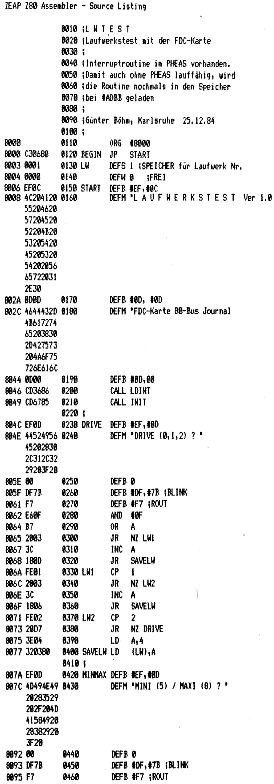 ZEAP Z80 Assembler - Source Listing
0010 ;L W T E S T
0020 ;Laufwerkstest mit der FDC-Karte
0030 ;
0040 ;Interruptroutine im PHEAS vorhanden.
0050 ;Damit auch ohne PHEAS lauffähig, wird
0060 ;die Routine nochmals in den Speicher
0070 ;bei #ADBB geladen
0080 ;
0090 ;Günter Böhm, Karlsruhe 25.12.84
0100 ;
8000 0110 ORG #8000
8000 C30680 0120 BEGIN JP START
8003 0001 0130 LW DEFS 1 ;SPEICHER für Laufwerk Nr.
8004 0000 0140 DEFW 0 ;FREI
8006 EF0C 0150 START DEFB #EF,#0C
8008 4C204120 0160 DEFM "L A U F W E R K S T E S T Ver 1.0
55204620
57204520
52204B20
53205420
45205320
54202056
65722031
2E30
802A 0D0D 0170 DEFB #0D, #0D
802C 4644432D 0180 DEFM "FDC-Karte 80-Bus Journal
4B617274
65203830
2D427573
204A6F75
726E616C
8044 0D00 0190 DEFB #0D,00
8046 CD3686 0200 CALL LDINT
8049 CD6785 0210 CALL INIT
0220 ;
804C EF0D 0230 DRIVE DEFB #EF,#0D
804E 44524956 0240 DEFM "DRIVE (0,1,2) ? "
45202830
2C312C32
29203F20
805E 00 0250 DEFB 0
805F DF7B 0260 DEFB #DF,#7B ;BLINK
8061 F7 0270 DEFB #F7 ;ROUT
8062 E60F 0280 AND #0F
8064 B7 0290 OR A
8065 2003 0300 JR NZ LW1
8067 3C 0310 INC A
8068 180D 0320 JR SAVELW
806A FE01 0330 LW1 CP 1
806C 2003 0340 JR NZ LW2
806E 3C 0350 INC A
806F 1806 0360 JR SAVELW
8071 FE02 0370 LW2 CP 2
8073 20D7 0380 JR NZ DRIVE
8075 3E04 0390 LD A,4
8077 320380 0400 SAVELW LD (LW),A
0410 ;
807A EF0D 0420 MINMAX DEFB #EF,#0D
807C 4D494E49 0430 DEFM "MINI (5) / MAXI (8) ? "
20283529
202F204D
41584920
28382920
3F20
8092 00 0440 DEFB 0
8093 DF7B 0450 DEFB #DF,#7B ;BLINK
8095 F7 0460 DEFB #F7 ;ROUT